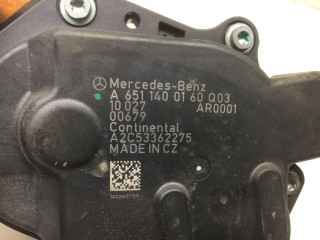 Mercedes-Benz
A 651 140 01 60 Q03
10 027 AR0001
00679
Continental
A2C53362275
MADE IN CZ